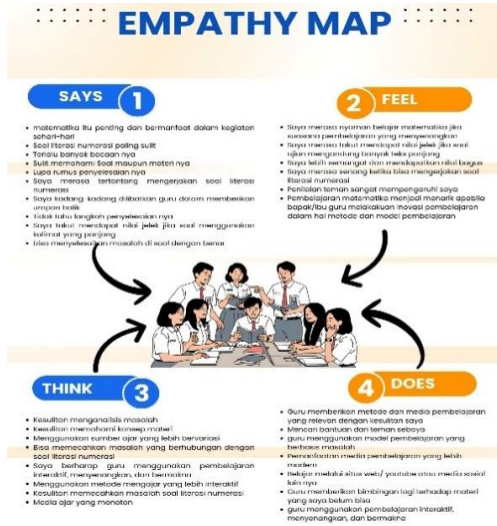 EMPATHY MAP
SAYS
1
matematika itu penting dan bermanfaat dalam kegiatan
sehari-hari
Soal literasi numerasi paling sulit
Terlalu banyak bacaan nya
Sulit memahami Soal maupun materi nya
Lupa rumus penyelesaian nya
Saya merasa tertantang mengerjakan soal literasi
numerasi
Saya kadang kadang dilibatkan guru dalam memberikan
umpan balik
Tidak tahu langkah penyelesaian nya
Saya takut mendapat nilai jelek jika soal menggunakan
kalimat yang panjang
bisa menyelesaikan masalah di soal dengan benar
2
FEEL
Saya merasa nyaman belajar matematika jika
suasana pembelajaran yang menyenangkan
Saya merasa takut mendapat nilai jelek jika soal
ujian mengandung banyak teks panjang
Saya lebih semangat dan mendapatkan nilai bagus
Saya merasa senang ketika bisa mengerjakan soal
literasi numerasi
Penilaian teman sangat mempengaruhi saya
Pembelajaran matematika menjadi menarik apabila
bapak/ibu guru melakukan inovasi pembelajaran
dalam hal metode dan model pembelajaran
THINK
3
Kesulitan menganalisis masalah
Kesulitan memahami konsep materi
Menggunakan sumber ajar yang lebih bervariasi
Bisa memecahkan masalah yang berhubungan dengan
soal literasi numerasi
Saya berharap guru menggunakan pembelajaran
interaktif, menyenangkan, dan bermakna
Menggunakan metode mengajar yang lebih interaktif
Kesulitan memecahkan masalah soal literasi numerasi
Media ajar yang monoton
4
DOES
Guru memberikan metode dan media pembelajaran
yang relevan dengan kesulitan saya
Mencari bantuan dari teman sebaya
guru menggunakan model pembelajaran yang
berbasis masalah
Pemanfaatan media pembelajaran yang lebih
modern
Belajar melalui situs web/ youtube atau media sosial
lain nya
Guru memberikan bimbingan lagi terhadap materi
yang saya belum bisa
guru menggunakan pembelajaran interaktif,
menyenangkan, dan bermakna